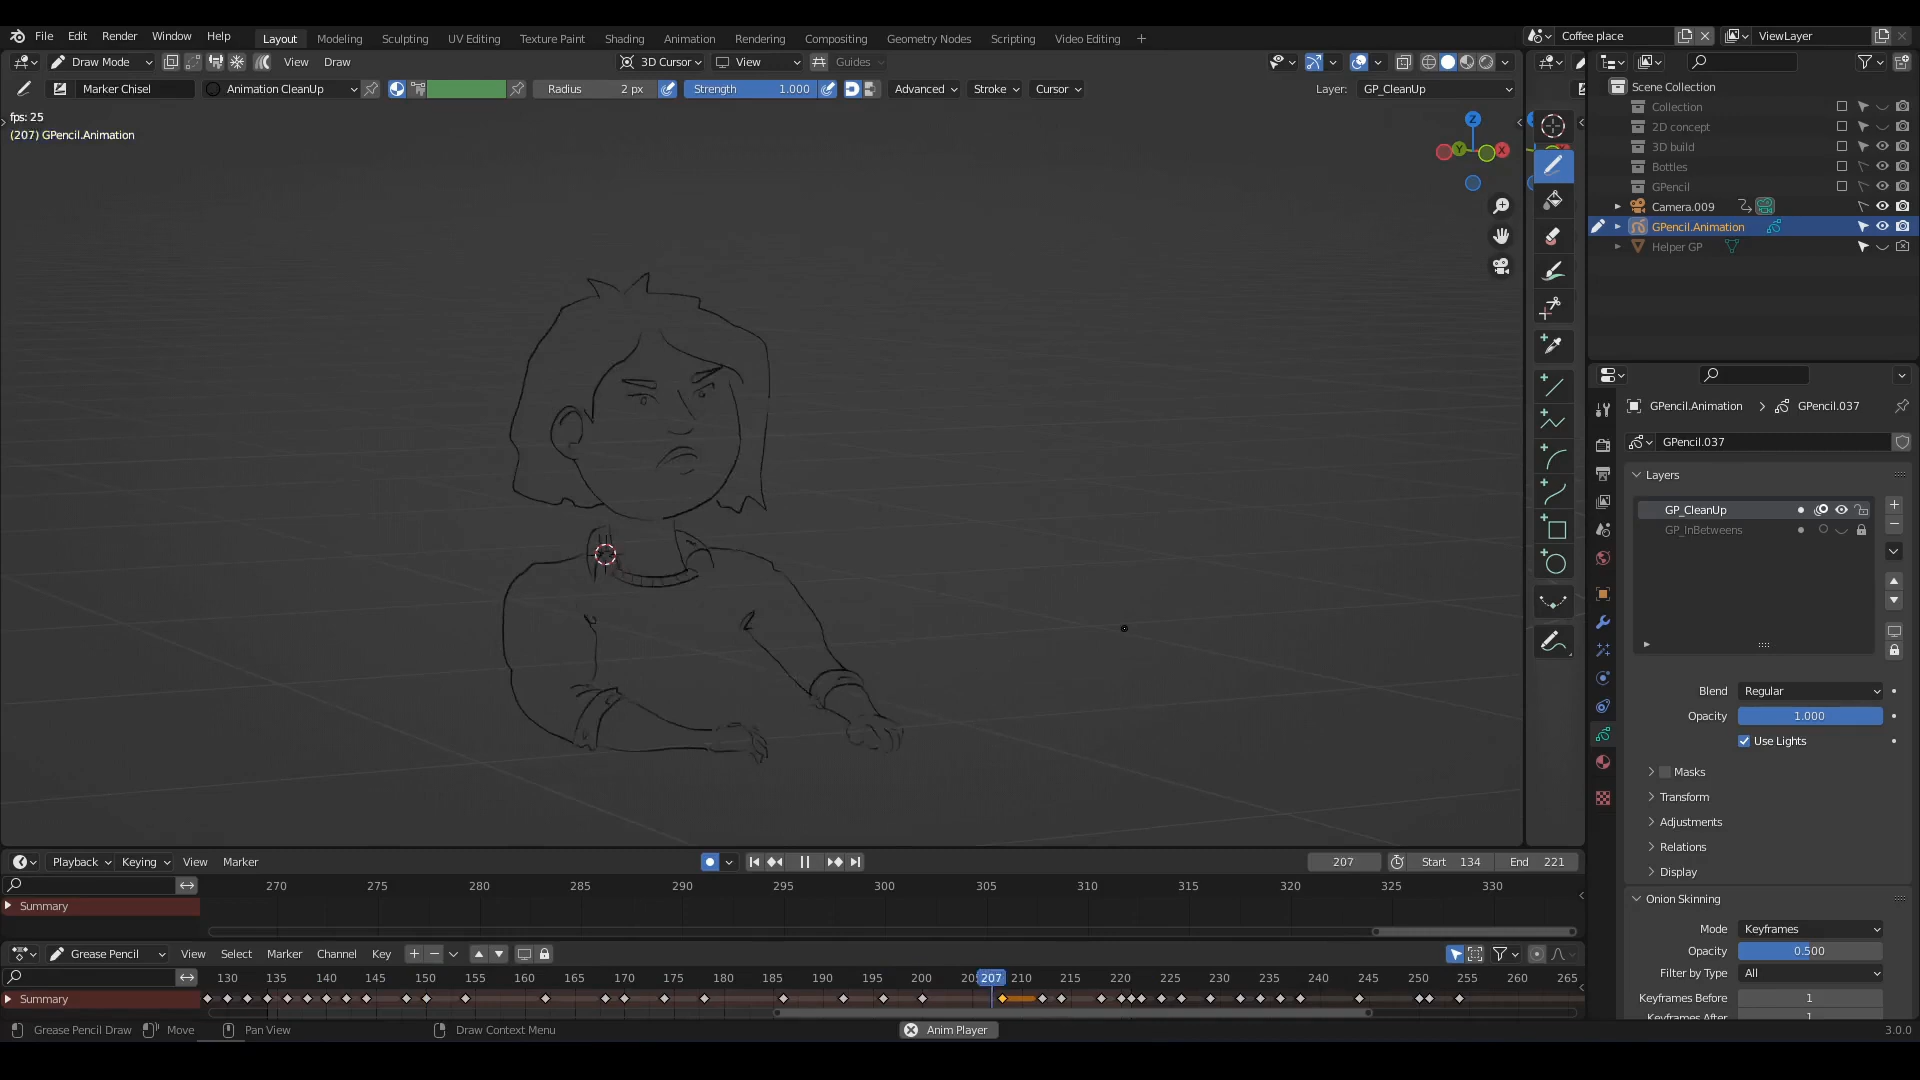 File Edit Render Window Help Layout Modeling Sculpting UV Editing Texture Paint Shading Animation Rendering Compositing Geometry Nodes Scripting Video Editing + Coffee place ViewLayer
Draw Mode View Draw 3D Cursor View Guides
Marker Chisel Animation CleanUp Radius 2 px Strength 1.000 Advanced Stroke Cursor Layer: GP_CleanUp
fps: 25
(207) GPencil.Animation
Z
Y
X
Scene Collection
Collection
2D concept
3D build
Bottles
GPencil
Camera.009
GPencil.Animation
Helper GP
GPencil.Animation > GPencil.037
GPencil.037
Layers
GP_CleanUp
GP_InBetweens
Blend Regular
Opacity 1.000
Use Lights
Masks
Transform
Adjustments
Relations
Display
Onion Skinning
Mode Keyframes
Opacity 0.500
Filter by Type All
Keyframes Before 1
Keyframes After 1
Playback Keying View Marker 207 Start 134 End 221
270 275 280 285 290 295 300 305 310 315 320 325 330
Summary
Grease Pencil View Select Marker Channel Key
130 135 140 145 150 155 160 165 170 175 180 185 190 195 200 207 210 215 220 225 230 235 240 245 250 255 260 265
Summary
Grease Pencil Draw Move Pan View Draw Context Menu Anim Player 3.0.0